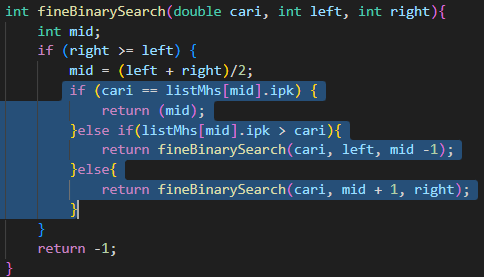 int fineBinarySearch(double cari, int left, int right){
    int mid;
    if (right >= left) {
        mid = (left + right)/2;
        if (cari == listMhs[mid].ipk) {
            return (mid);
        }else if(listMhs[mid].ipk > cari){
            return fineBinarySearch(cari, left, mid -1);
        }else{
            return fineBinarySearch(cari, mid + 1, right);
        }
    }
    return -1;
}